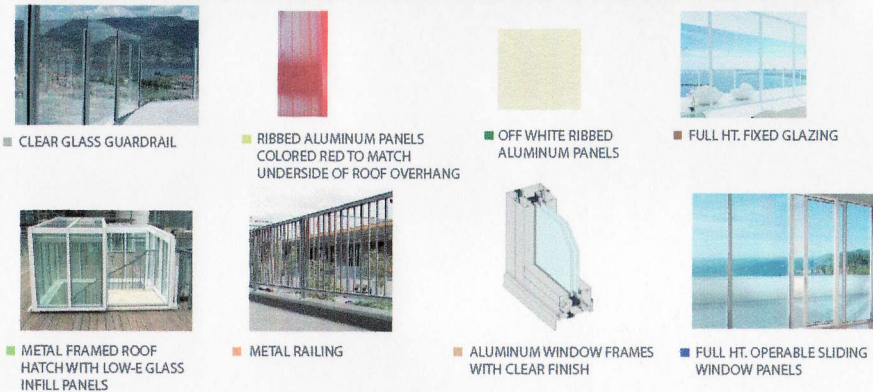 CLEAR GLASS GUARDRAIL
RIBBED ALUMINUM PANELS
COLORED RED TO MATCH
UNDERSIDE OF ROOF OVERHANG
OFF WHITE RIBBED
ALUMINUM PANELS
FULL HT. FIXED GLAZING
METAL FRAMED ROOF
HATCH WITH LOW-E GLASS
INFILL PANELS
METAL RAILING
ALUMINUM WINDOW FRAMES
WITH CLEAR FINISH
FULL HT. OPERABLE SLIDING
WINDOW PANELS